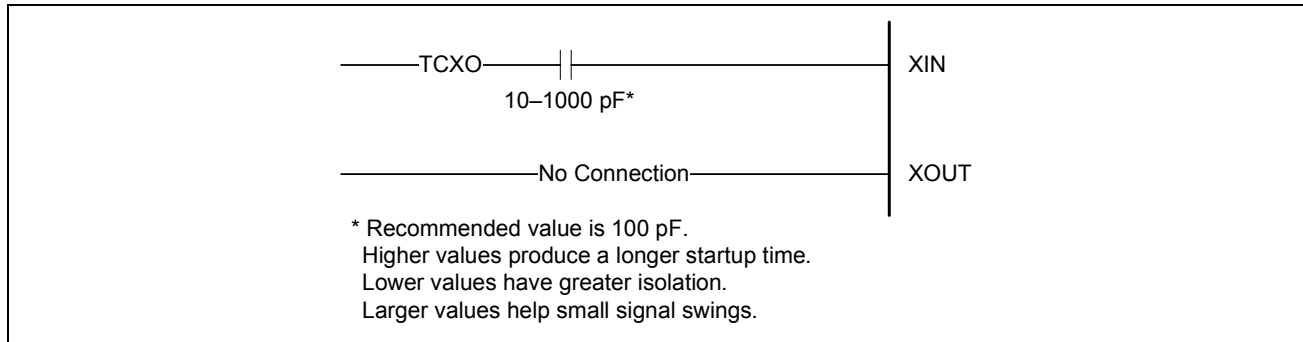 TCXO
XIN
10–1000 pF*
No Connection
XOUT
* Recommended value is 100 pF.
Higher values produce a longer startup time.
Lower values have greater isolation.
Larger values help small signal swings.